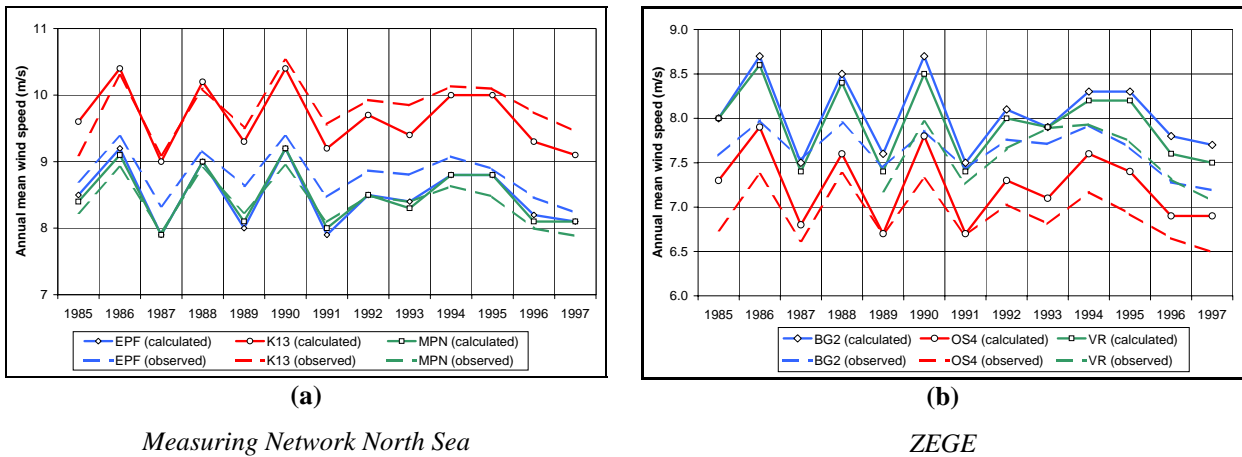 Annual mean wind speed (m/s)
11
10
9
8
7
1985 1986 1987 1988 1989 1990 1991 1992 1993 1994 1995 1996 1997
EPF (calculated) K13 (calculated) MPN (calculated)
EPF (observed) K13 (observed) MPN (observed)
(a)
Measuring Network North Sea
Annual mean wind speed (m/s)
9.0
8.5
8.0
7.5
7.0
6.5
6.0
1985 1986 1987 1988 1989 1990 1991 1992 1993 1994 1995 1996 1997
BG2 (calculated) OS4 (calculated) VR (calculated)
BG2 (observed) OS4 (observed) VR (observed)
(b)
ZEGE